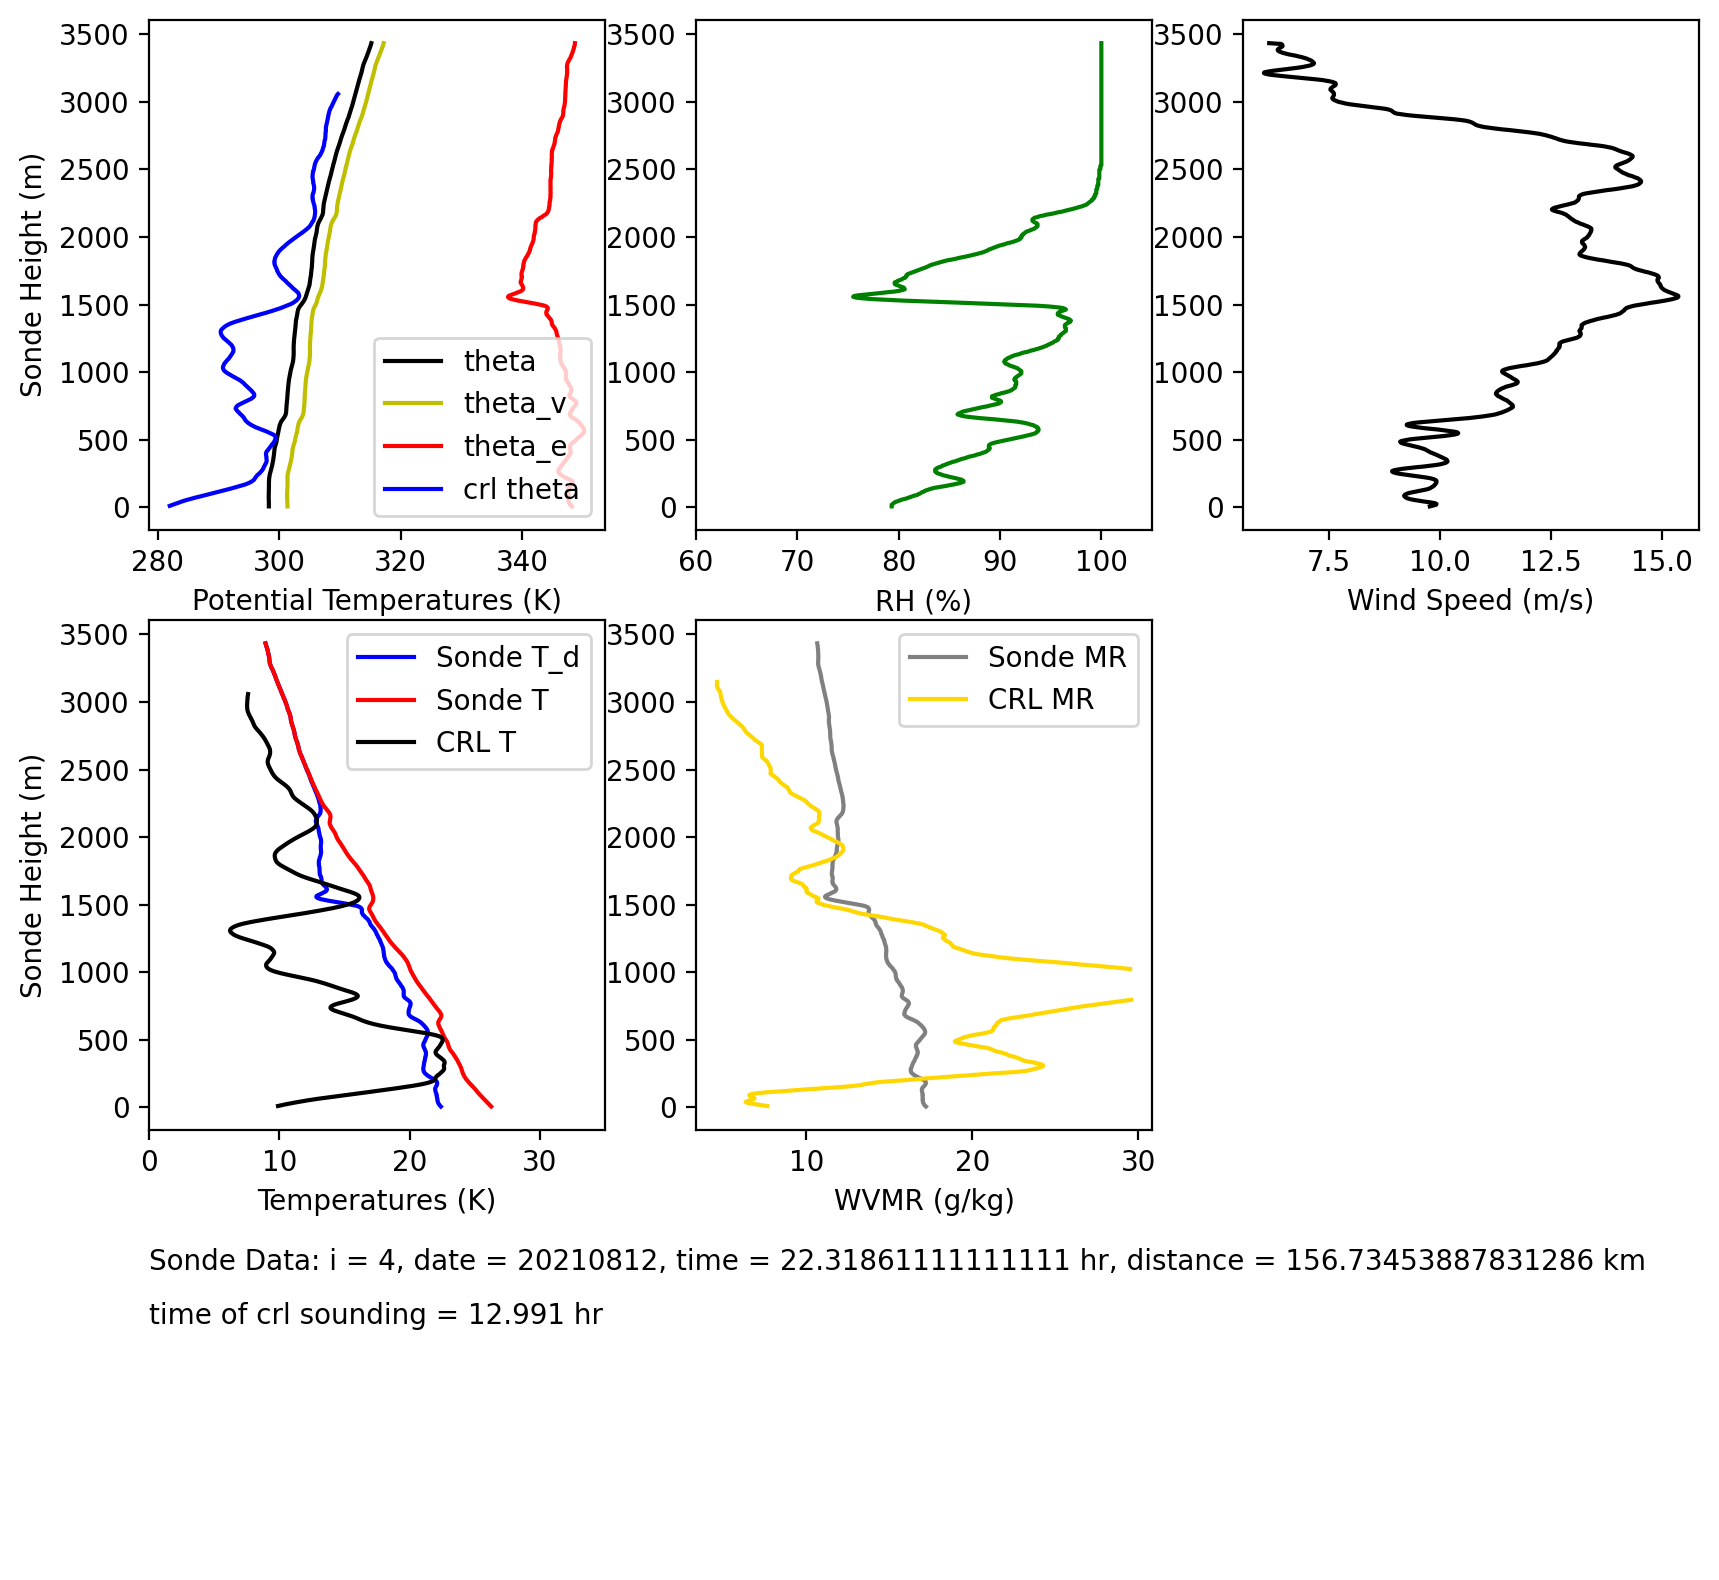 3500
3000
2500
2000
1500
1000
500
0
Sonde Height (m)
theta
theta_v
theta_e
crl theta
280 300 320 340
Potential Temperatures (K)
3500
3000
2500
2000
1500
1000
500
0
60 70 80 90 100
RH (%)
3500
3000
2500
2000
1500
1000
500
0
7.5 10.0 12.5 15.0
Wind Speed (m/s)
3500
3000
2500
2000
1500
1000
500
0
Sonde Height (m)
Sonde T_d
Sonde T
CRL T
0 10 20 30
Temperatures (K)
3500
3000
2500
2000
1500
1000
500
0
Sonde MR
CRL MR
10 20 30
WVMR (g/kg)
Sonde Data: i = 4, date = 20210812, time = 22.31861111111111 hr, distance = 156.73453887831286 km
time of crl sounding = 12.991 hr